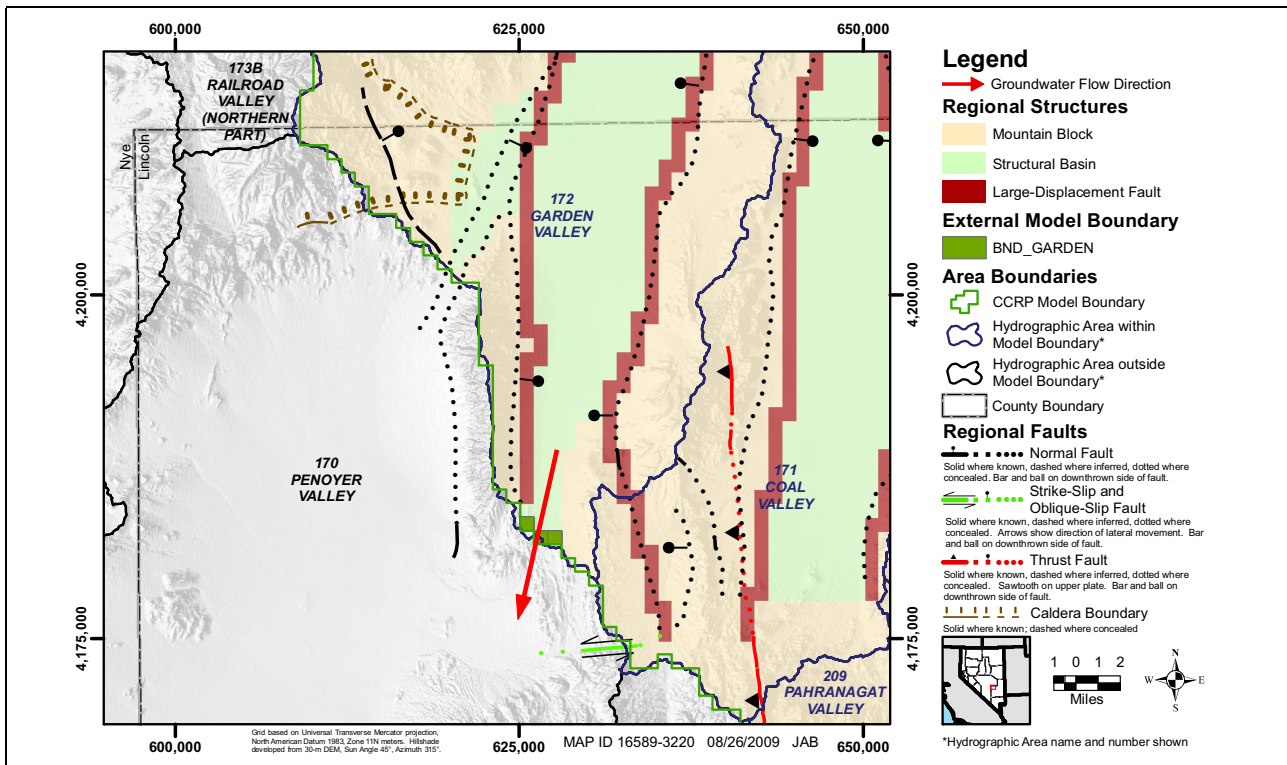 600,000
625,000
650,000
173B
RAILROAD
VALLEY
(NORTHERN
PART)
Nye
Lincoln
172
GARDEN
VALLEY
4,200,000
4,200,000
170
PENOYER
VALLEY
171
COAL
VALLEY
4,175,000
4,175,000
209
PAHRANAGAT
VALLEY
Grid based on Universal Transverse Mercator projection,
North American Datum 1983, Zone 11N meters. Hillshade
developed from 30-m DEM, Sun Angle 45°, Azimuth 315°.
MAP ID 16589-3220 08/26/2009 JAB
600,000
625,000
650,000
Legend
Groundwater Flow Direction
Regional Structures
Mountain Block
Structural Basin
Large-Displacement Fault
External Model Boundary
BND_GARDEN
Area Boundaries
CCRP Model Boundary
Hydrographic Area within
Model Boundary*
Hydrographic Area outside
Model Boundary*
County Boundary
Regional Faults
Normal Fault
Solid where known, dashed where inferred, dotted where
concealed. Bar and ball on downthrown side of fault.
Strike-Slip and
Oblique-Slip Fault
Solid where known, dashed where inferred, dotted where
concealed. Arrows show direction of lateral movement. Bar
and ball on downthrown side of fault.
Thrust Fault
Solid where known, dashed where inferred, dotted where
concealed. Sawtooth on upper plate. Bar and ball on
downthrown side of fault.
Caldera Boundary
Solid where known; dashed where concealed
1 0 1 2
Miles
N
W E
S
*Hydrographic Area name and number shown